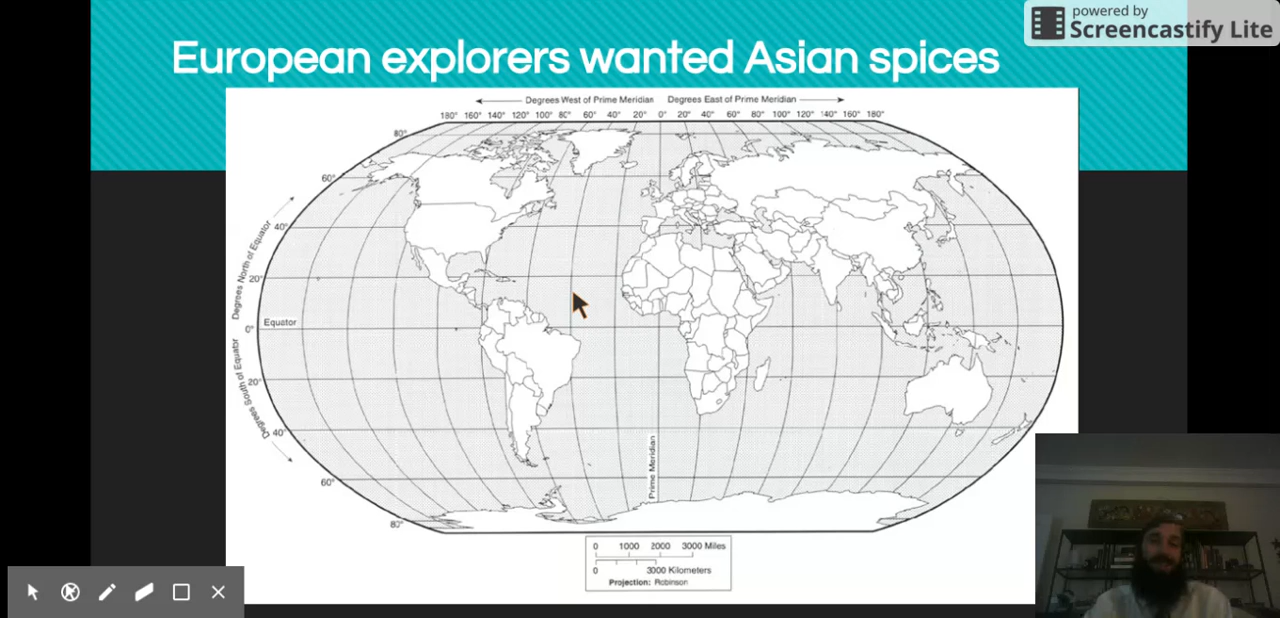 powered by
Screencastify Lite
European explorers wanted Asian spices
Degrees West of Prime Meridian Degrees East of Prime Meridian
180° 160° 140° 120° 100° 80° 60° 40° 20° 0° 20° 40° 60° 80° 100° 120° 140° 160° 180°
80°
60°
40°
20°
Degrees North of Equator
0°
Equator
Degrees South of Equator
20°
40°
60°
80°
Prime Meridian
0 1000 2000 3000 Miles
0 3000 Kilometers
Projection: Robinson